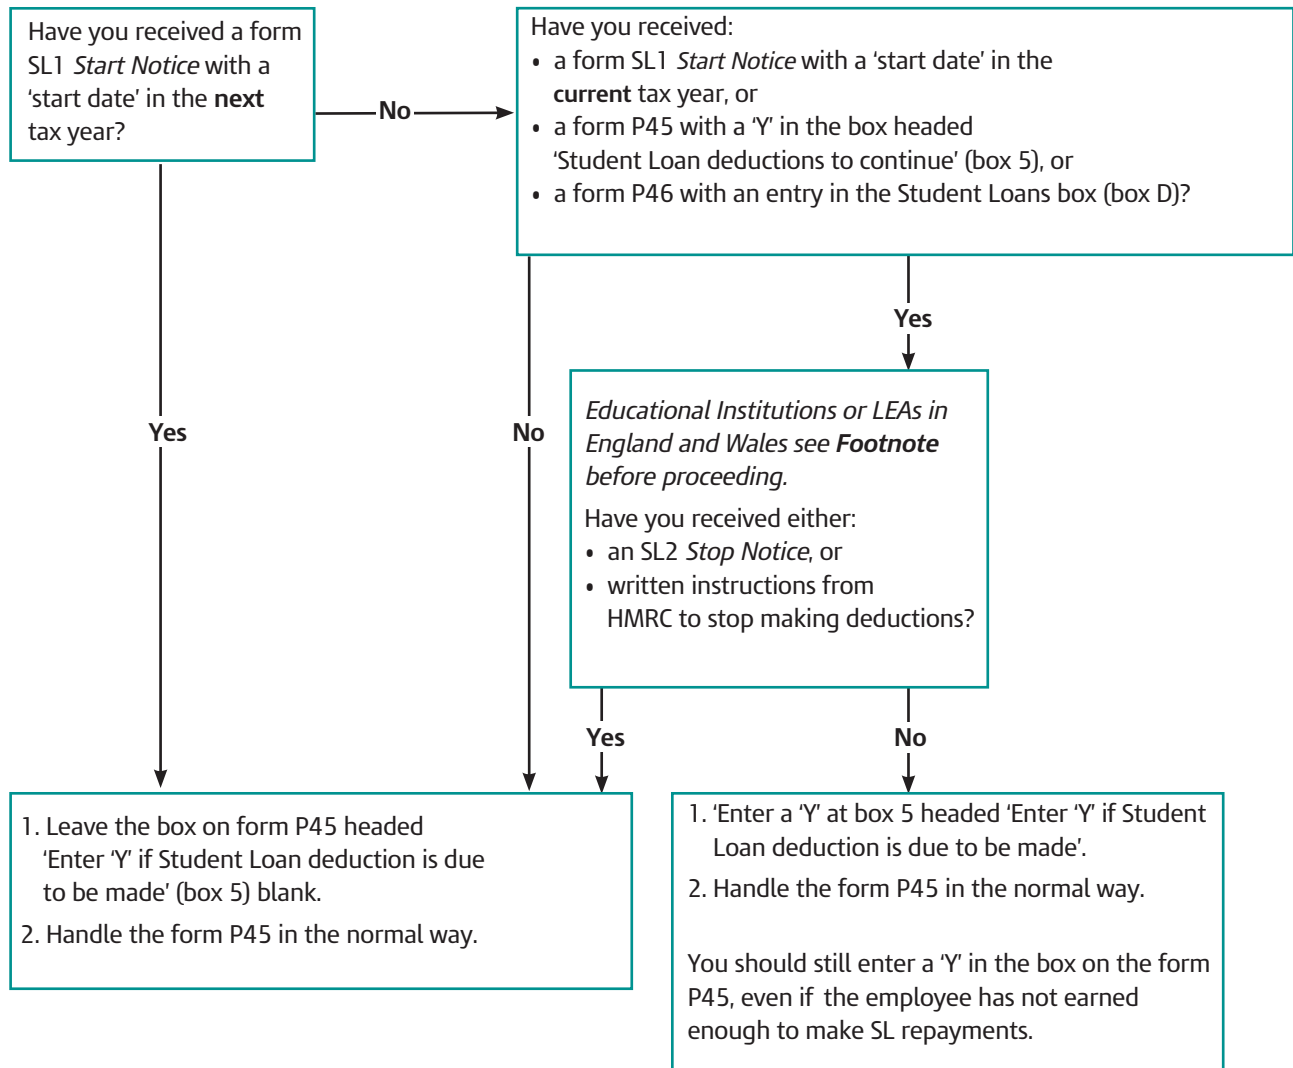 Have you received a form
SL1 Start Notice with a
‘start date’ in the next
tax year?
No
Have you received:
• a form SL1 Start Notice with a ‘start date’ in the
current tax year, or
• a form P45 with a ‘Y’ in the box headed
‘Student Loan deductions to continue’ (box 5), or
• a form P46 with an entry in the Student Loans box (box D)?
Yes
Yes
No
Educational Institutions or LEAs in
England and Wales see Footnote
before proceeding.
Have you received either:
• an SL2 Stop Notice, or
• written instructions from
HMRC to stop making deductions?
Yes
No
1. Leave the box on form P45 headed
‘Enter ‘Y’ if Student Loan deduction is due
to be made’ (box 5) blank.
2. Handle the form P45 in the normal way.
1. ‘Enter a ‘Y’ at box 5 headed ‘Enter ‘Y’ if Student
Loan deduction is due to be made’.
2. Handle the form P45 in the normal way.
You should still enter a ‘Y’ in the box on the form
P45, even if the employee has not earned
enough to make SL repayments.